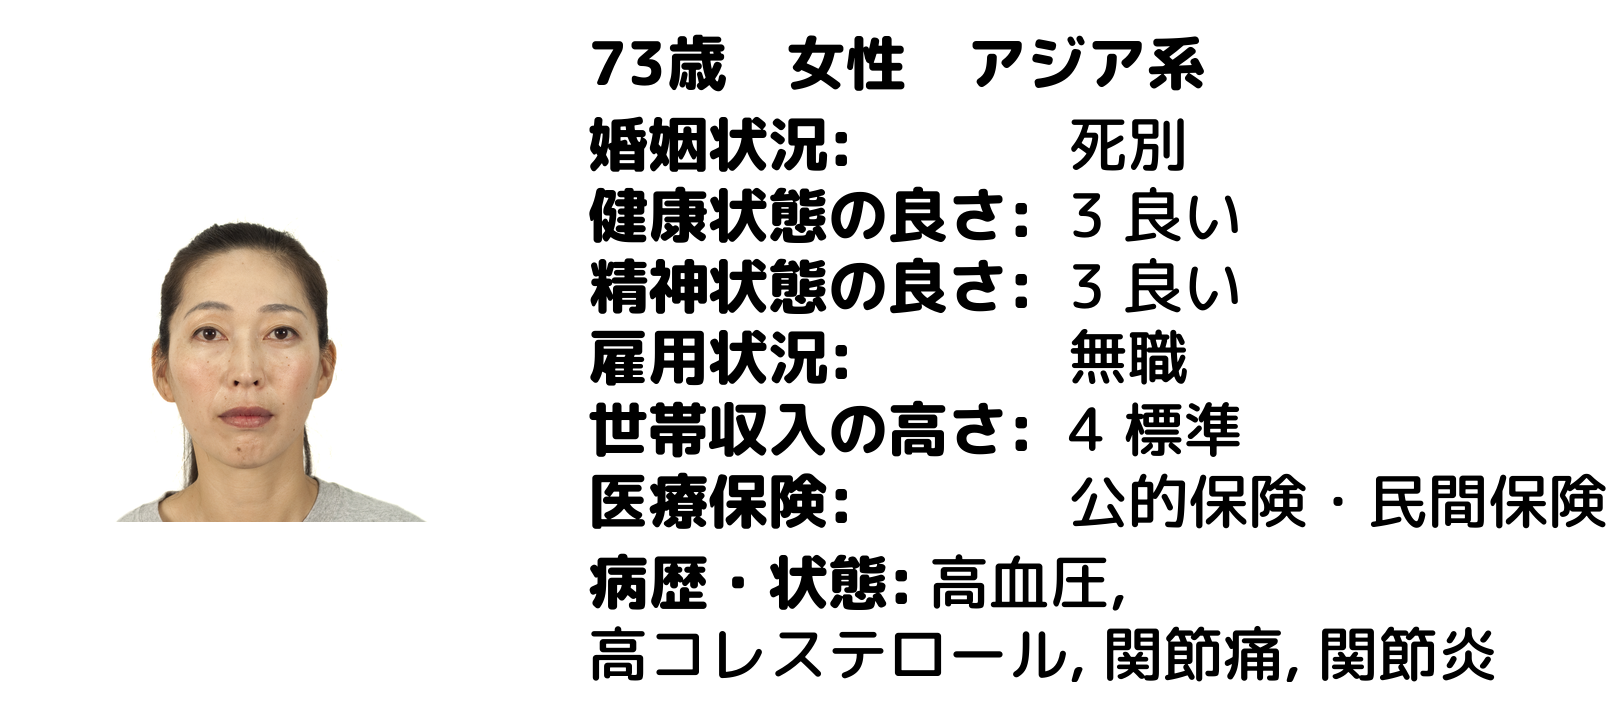 73歳　女性　アジア系
婚姻状況:　死別
健康状態の良さ: 3 良い
精神状態の良さ: 3 良い
雇用状況:　無職
世帯収入の高さ: 4 標準
医療保険:　公的保険・民間保険
病歴・状態: 高血圧,
高コレステロール, 関節痛, 関節炎